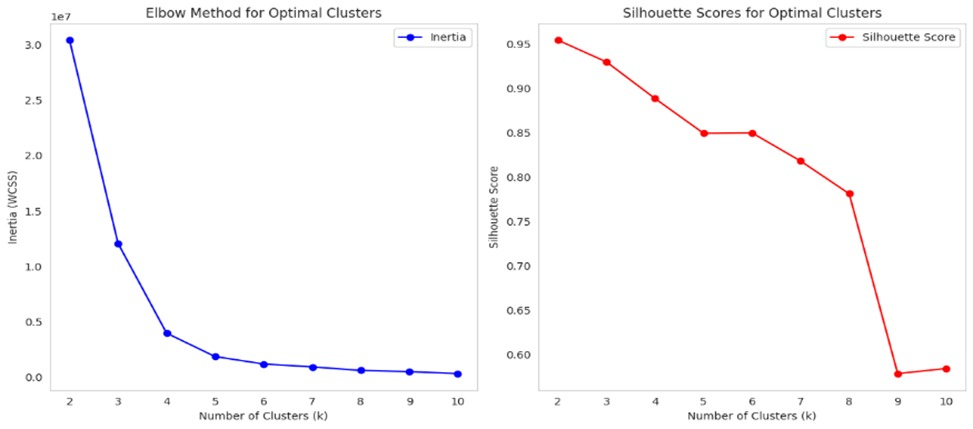 Elbow Method for Optimal Clusters
1e7
Inertia
3.0
2.5
2.0
1.5
1.0
0.5
0.0
Inertia (WCSS)
2 3 4 5 6 7 8 9 10
Number of Clusters (k)
Silhouette Scores for Optimal Clusters
Silhouette Score
0.95
0.90
0.85
0.80
0.75
0.70
0.65
0.60
Silhouette Score
2 3 4 5 6 7 8 9 10
Number of Clusters (k)